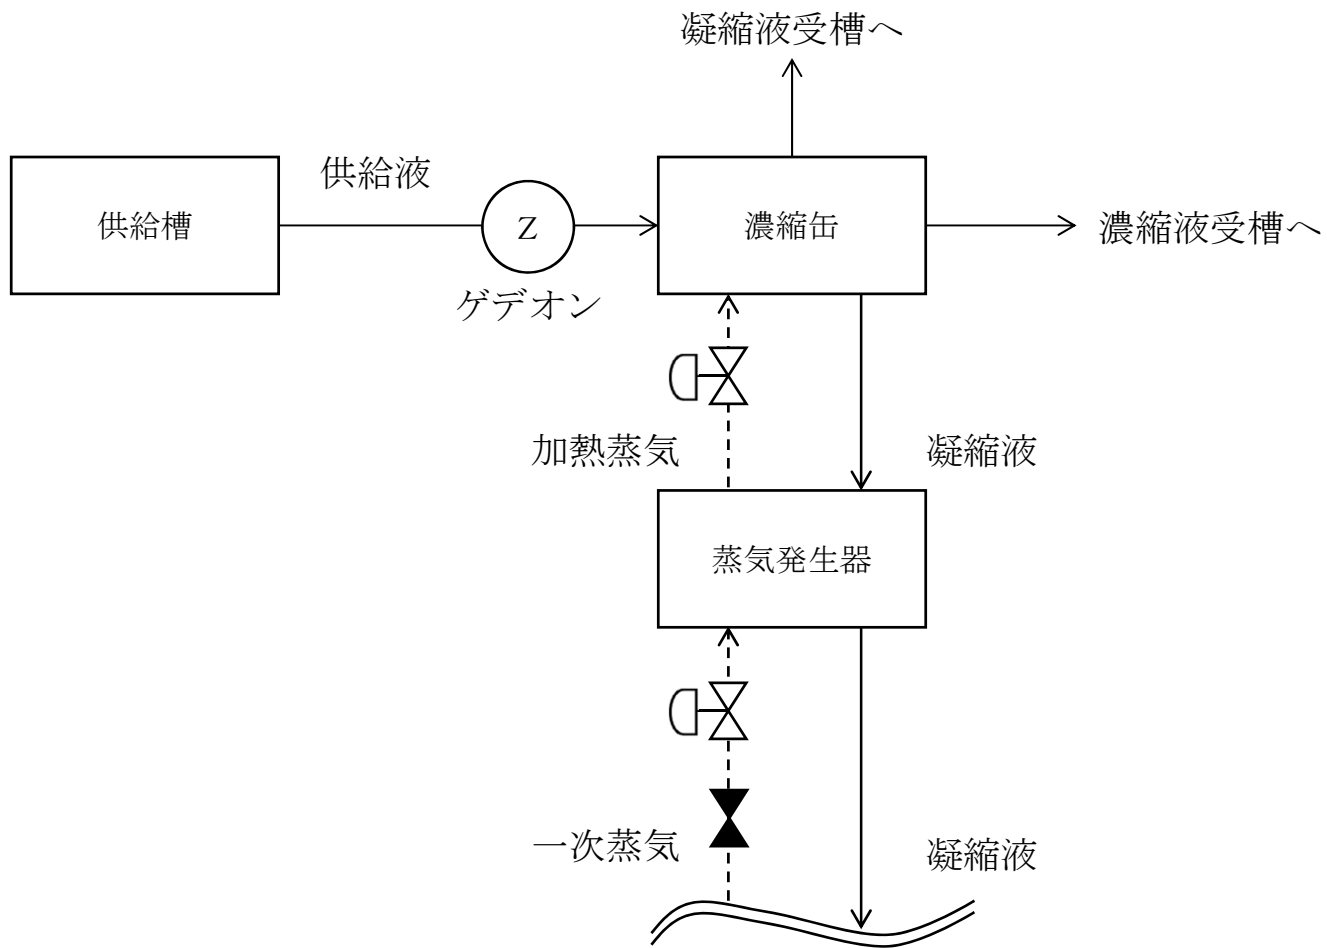 凝縮液受槽へ
供給液
供給槽
Z
濃縮缶
濃縮液受槽へ
ゲデオン
加熱蒸気
凝縮液
蒸気発生器
一次蒸気
凝縮液